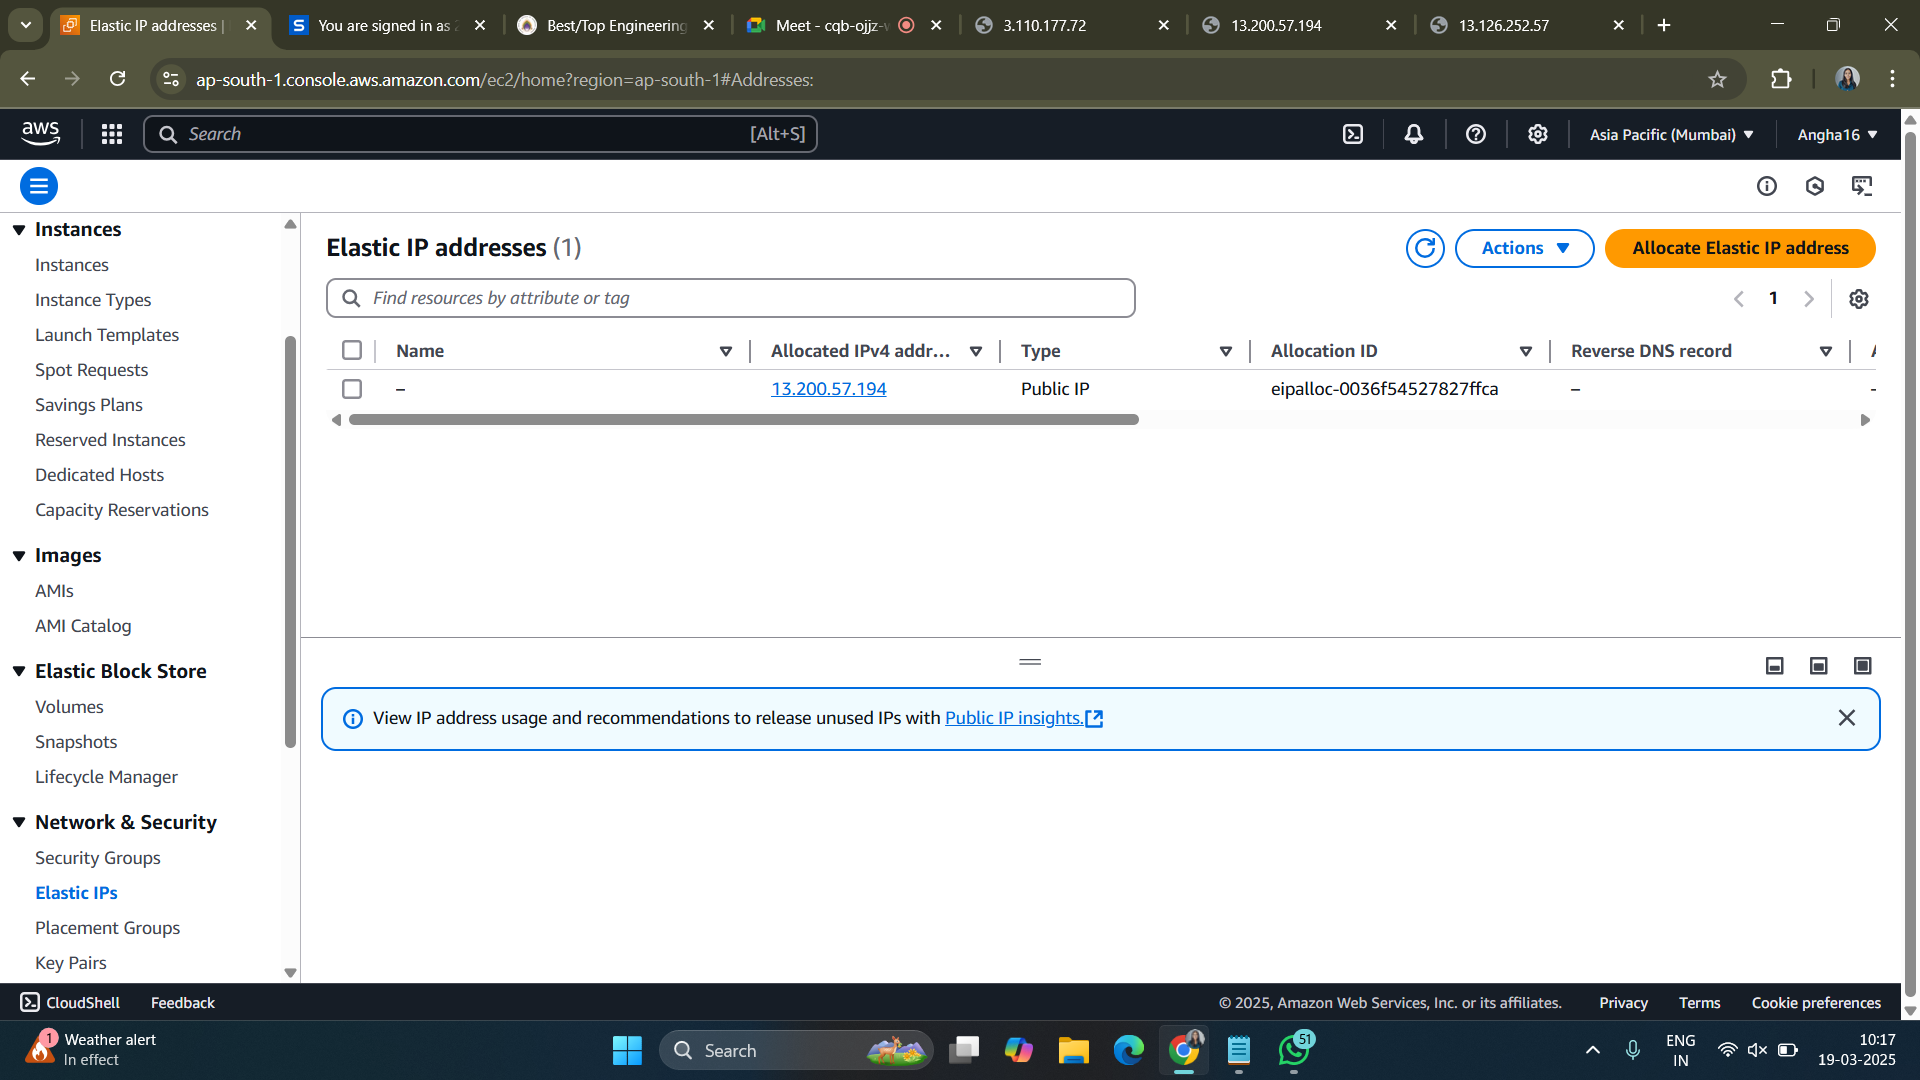 Elastic IP addresses |
You are signed in as
Best/Top Engineering
Meet - cqb-ojjz-
3.110.177.72
13.200.57.194
13.126.252.57
ap-south-1.console.aws.amazon.com/ec2/home?region=ap-south-1#Addresses:
aws
Search
[Alt+S]
Asia Pacific (Mumbai)
Angha16
Instances
Instances
Instance Types
Launch Templates
Spot Requests
Savings Plans
Reserved Instances
Dedicated Hosts
Capacity Reservations
Images
AMIs
AMI Catalog
Elastic Block Store
Volumes
Snapshots
Lifecycle Manager
Network & Security
Security Groups
Elastic IPs
Placement Groups
Key Pairs
Elastic IP addresses (1)
Actions
Allocate Elastic IP address
Find resources by attribute or tag
1
Name
Allocated IPv4 addr...
Type
Allocation ID
Reverse DNS record
–
13.200.57.194
Public IP
eipalloc-0036f54527827ffca
–
–
View IP address usage and recommendations to release unused IPs with Public IP insights.
CloudShell
Feedback
© 2025, Amazon Web Services, Inc. or its affiliates.
Privacy
Terms
Cookie preferences
1
Weather alert
In effect
Search
51
ENG
IN
10:17
19-03-2025